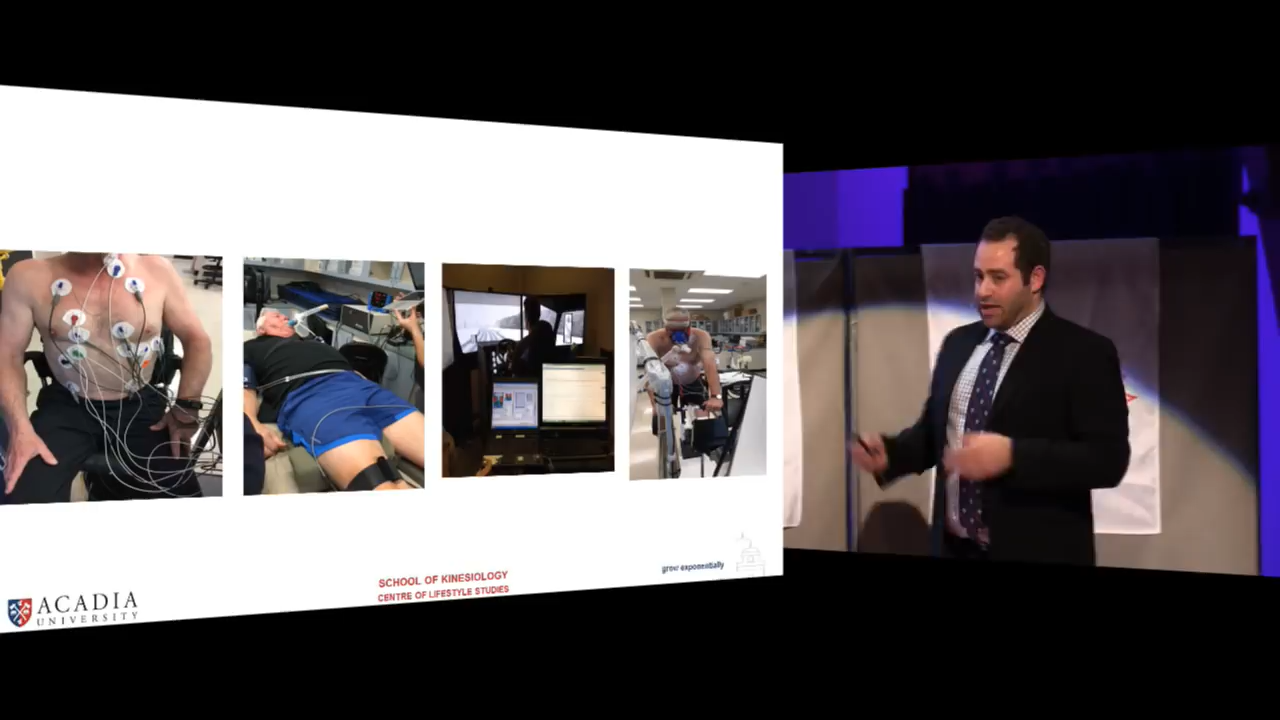 SCHOOL OF KINESIOLOGY
CENTRE OF LIFESTYLE STUDIES
grow exponentially
ACADIA
UNIVERSITY